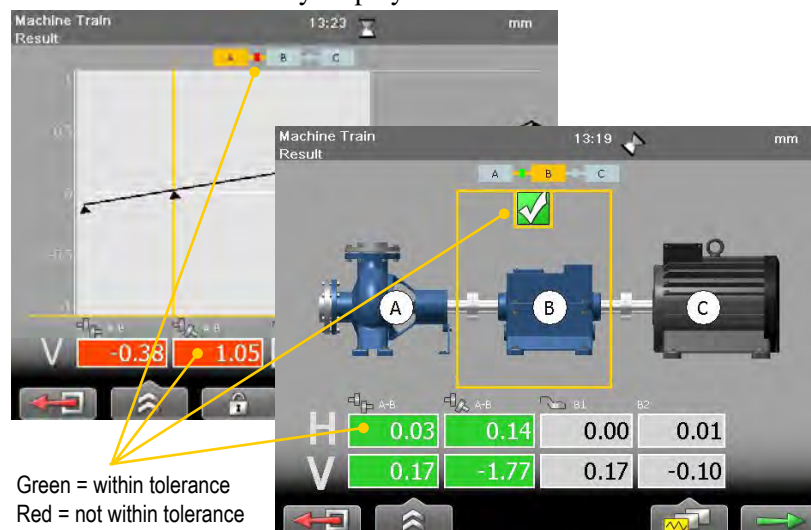 Machine Train 13:23 mm
Result
A B C
1
0.5
0
-0.5
A-B A-B
V -0.38 1.05
Machine Train 13:19 mm
Result
A B C
A B C
A-B A-B B1 B2
H 0.03 0.14 0.00 0.01
V 0.17 -1.77 0.17 -0.10
Green = within tolerance
Red = not within tolerance